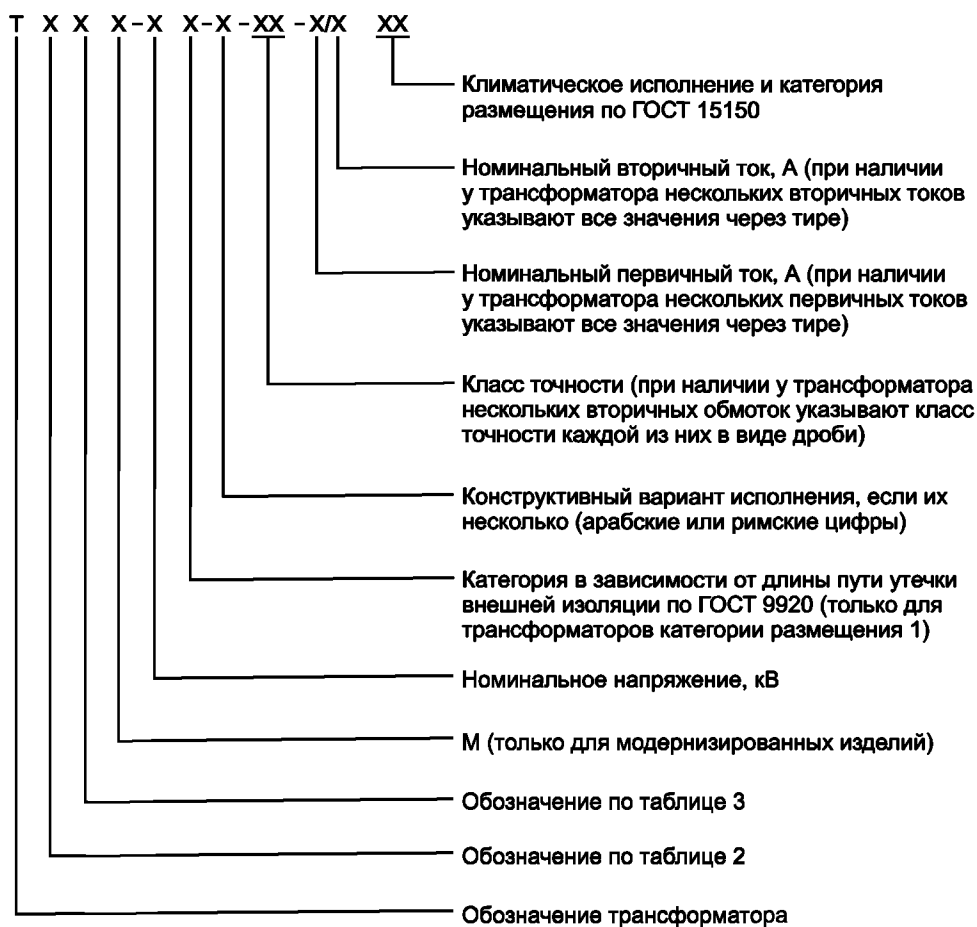 Т Х Х Х - Х Х - Х - ХХ - Х/Х ХХ
Климатическое исполнение и категория
размещения по ГОСТ 15150
Номинальный вторичный ток, А (при наличии
у трансформатора нескольких вторичных токов
указывают все значения через тире)
Номинальный первичный ток, А (при наличии
у трансформатора нескольких первичных токов
указывают все значения через тире)
Класс точности (при наличии у трансформатора
нескольких вторичных обмоток указывают класс
точности каждой из них в виде дроби)
Конструктивный вариант исполнения, если их
несколько (арабские или римские цифры)
Категория в зависимости от длины пути утечки
внешней изоляции по ГОСТ 9920 (только для
трансформаторов категории размещения 1)
Номинальное напряжение, кВ
М (только для модернизированных изделий)
Обозначение по таблице 3
Обозначение по таблице 2
Обозначение трансформатора